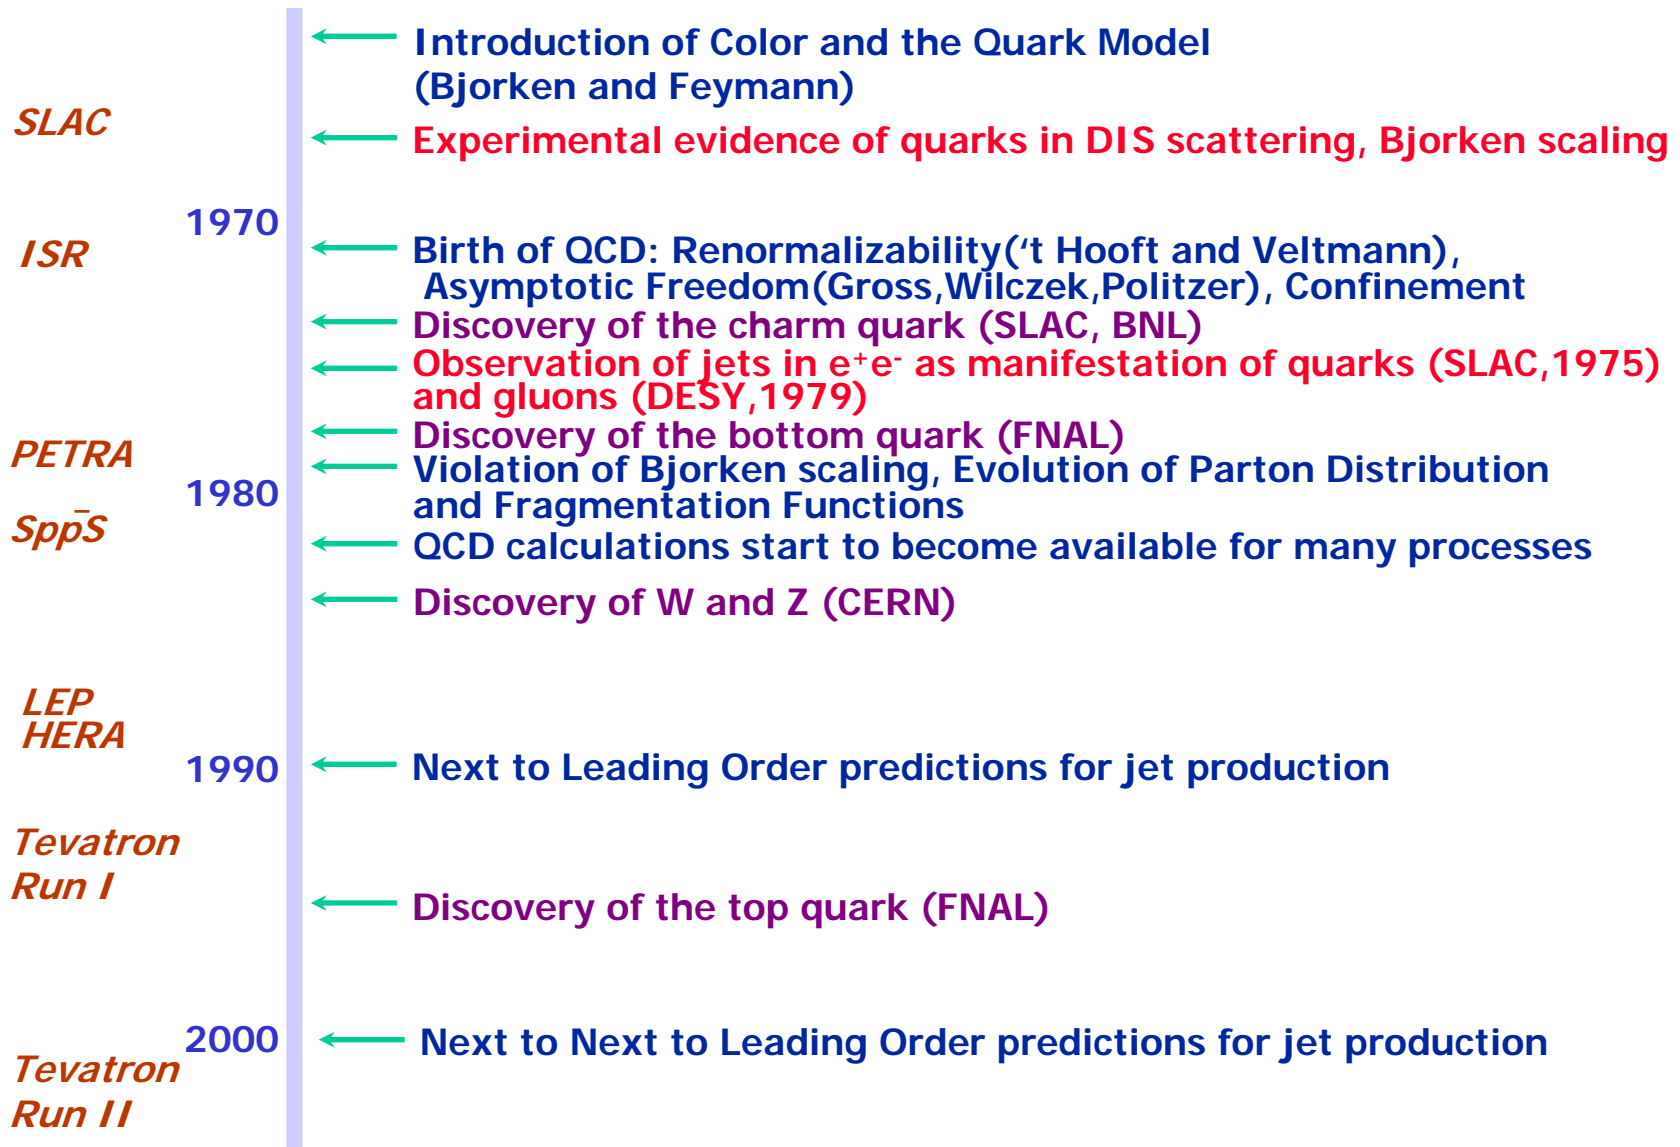 Introduction of Color and the Quark Model
(Bjorken and Feymann)
SLAC
Experimental evidence of quarks in DIS scattering, Bjorken scaling
1970
ISR
Birth of QCD: Renormalizability('t Hooft and Veltmann),
Asymptotic Freedom(Gross,Wilczek,Politzer), Confinement
Discovery of the charm quark (SLAC, BNL)
Observation of jets in e⁺e⁻ as manifestation of quarks (SLAC,1975)
and gluons (DESY,1979)
Discovery of the bottom quark (FNAL)
PETRA
Violation of Bjorken scaling, Evolution of Parton Distribution
1980
and Fragmentation Functions
Spp̄S
QCD calculations start to become available for many processes
Discovery of W and Z (CERN)
LEP
HERA
1990
Next to Leading Order predictions for jet production
Tevatron
Run I
Discovery of the top quark (FNAL)
2000
Next to Next to Leading Order predictions for jet production
Tevatron
Run II